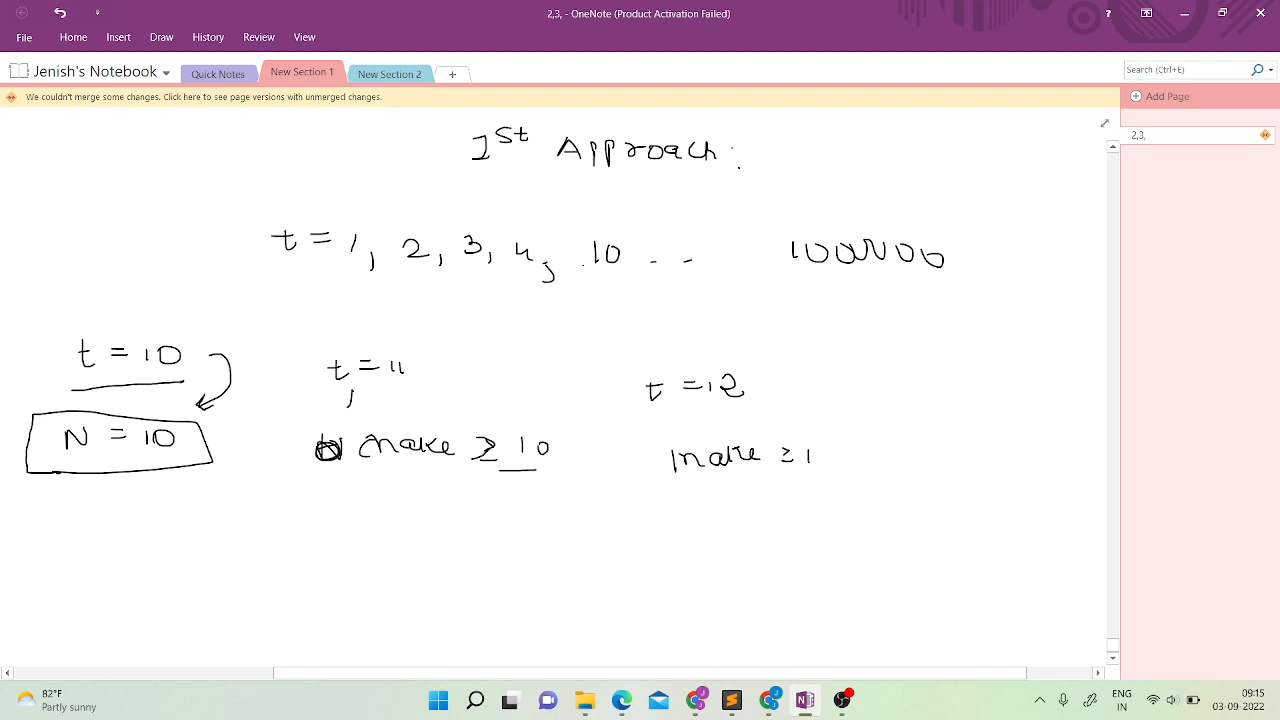 2,3, - OneNote (Product Activation Failed)
?
File Home Insert Draw History Review View
Jenish's Notebook Quick Notes New Section 1 New Section 2 +
Search (Ctrl+E)
We couldn't merge some changes. Click here to see page versions with unmerged changes.
Add Page
2,3,
1st Approach:
t = 1, 2, 3, 4, .10 .. 100000
t = 10
t = 11
t = 12
N = 10
make ≥ 10
make ≥ 1
82°F
Partly sunny
ENG
IN
09:15
03-09-2022